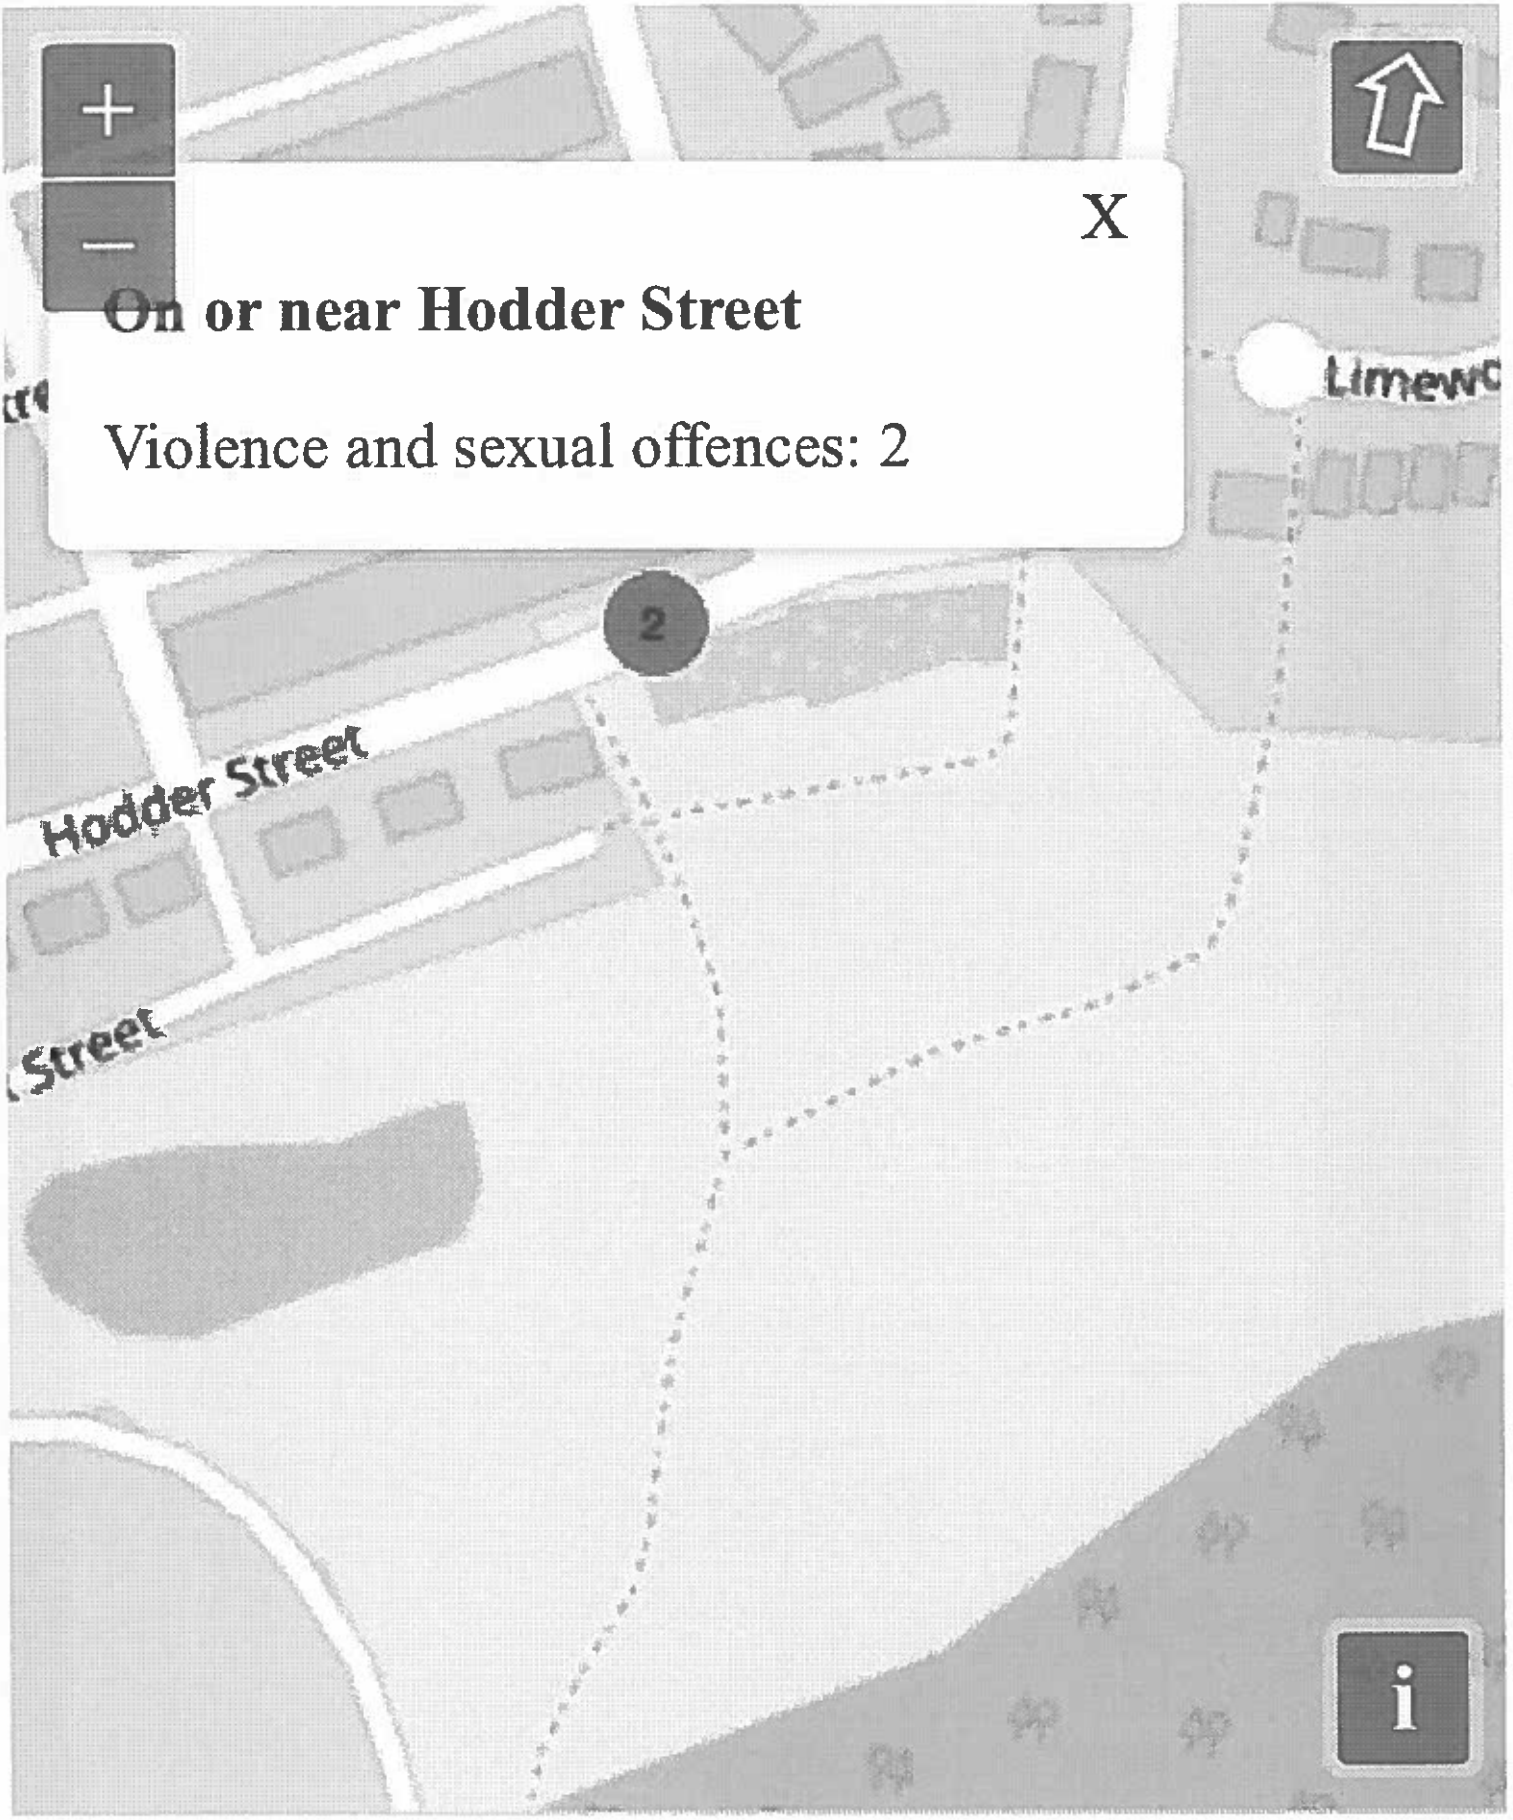 +
−
X
On or near Hodder Street
Violence and sexual offences: 2
2
Hodder Street
Street
i